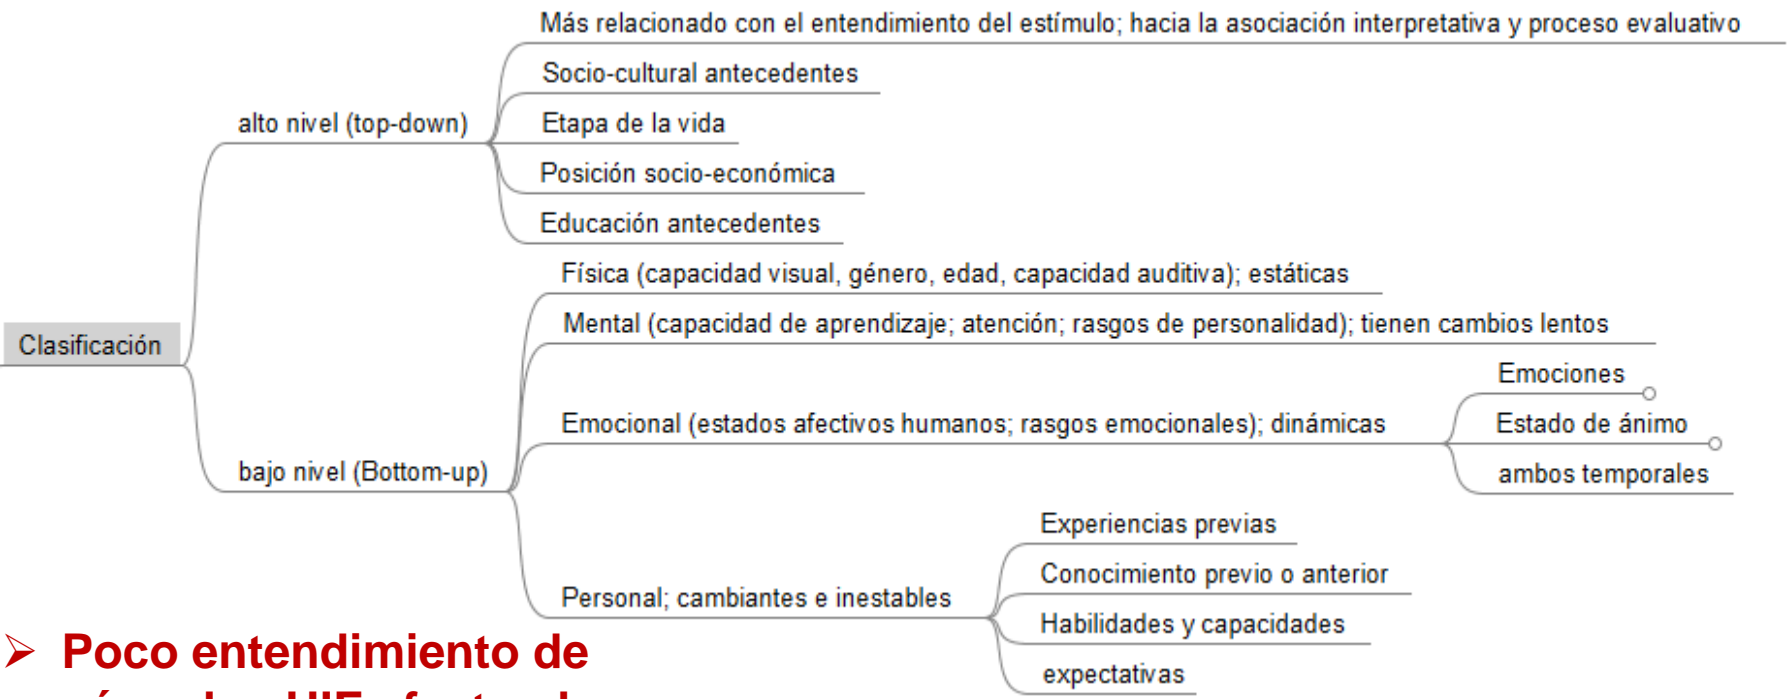 Clasificación
alto nivel (top-down)
Más relacionado con el entendimiento del estímulo; hacia la asociación interpretativa y proceso evaluativo
Socio-cultural antecedentes
Etapa de la vida
Posición socio-económica
Educación antecedentes
bajo nivel (Bottom-up)
Física (capacidad visual, género, edad, capacidad auditiva); estáticas
Mental (capacidad de aprendizaje; atención; rasgos de personalidad); tienen cambios lentos
Emocional (estados afectivos humanos; rasgos emocionales); dinámicas
Emociones
Estado de ánimo
ambos temporales
Personal; cambiantes e inestables
Experiencias previas
Conocimiento previo o anterior
Habilidades y capacidades
expectativas
➢ Poco entendimiento de